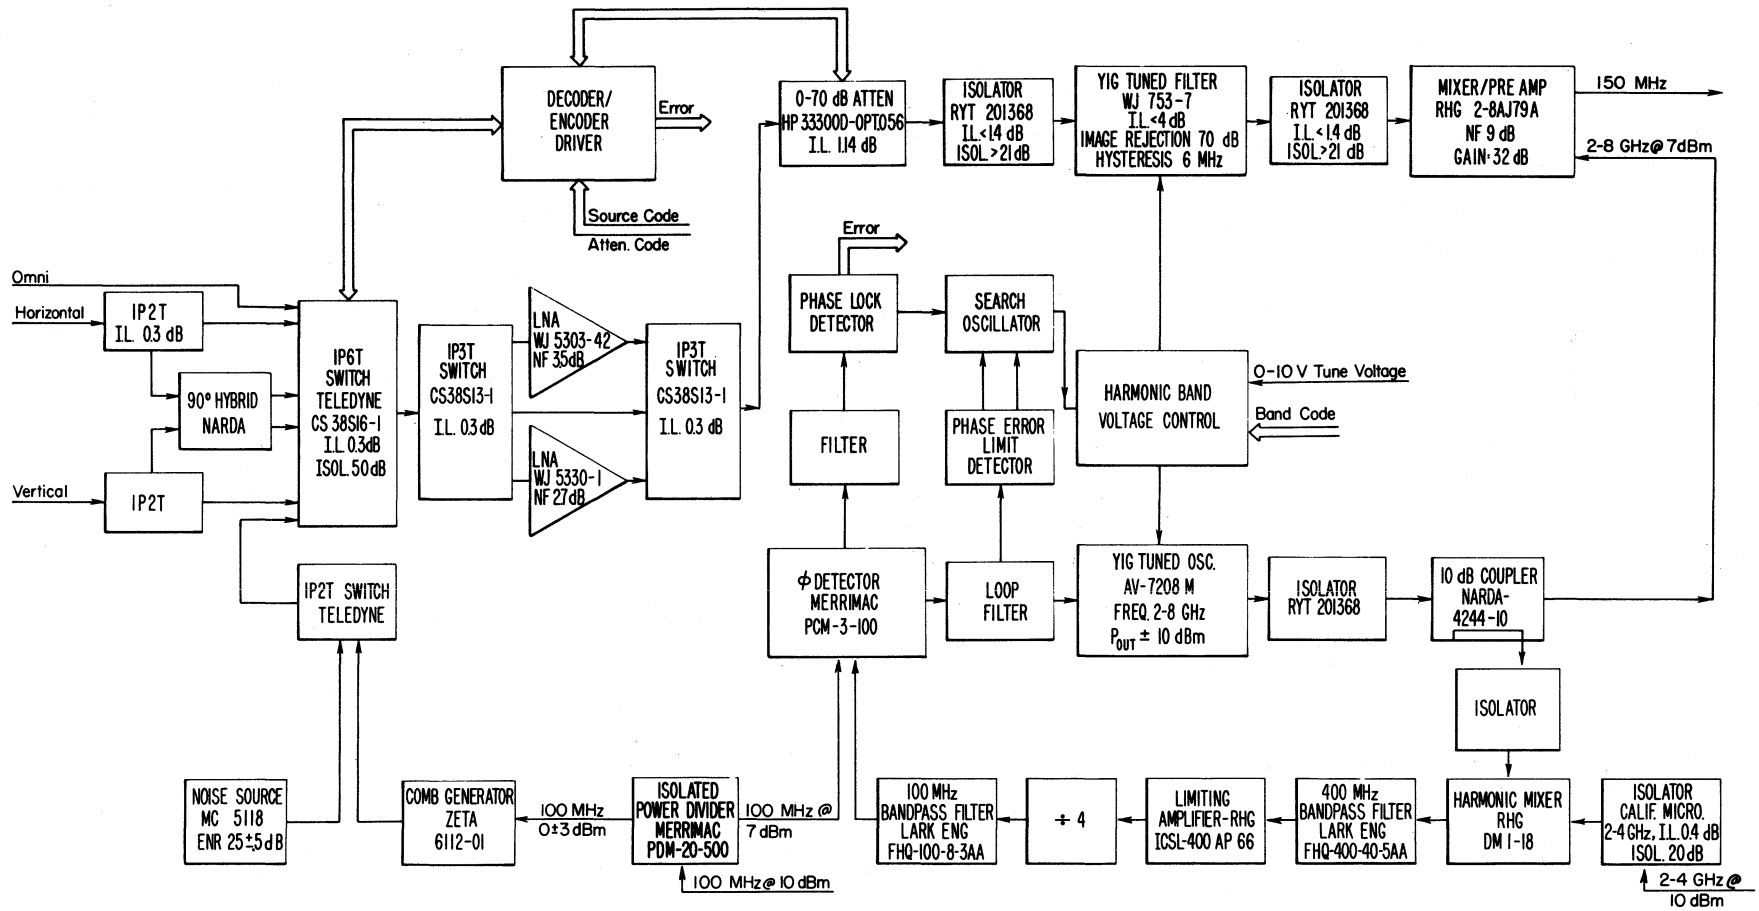 DECODER/
ENCODER
DRIVER
Error
Source Code
Atten. Code
0-70 dB ATTEN
HP 33300D-OPT.056
I.L. 1.14 dB
ISOLATOR
RYT 201368
I.L.<1.4 dB
ISOL.>21 dB
YIG TUNED FILTER
WJ 753-7
I.L.<4 dB
IMAGE REJECTION 70 dB
HYSTERESIS 6 MHz
ISOLATOR
RYT 201368
I.L.<1.4 dB
ISOL.>21 dB
MIXER/PRE AMP
RHG 2-8AJ79A
NF 9 dB
GAIN: 32 dB
150 MHz
2-8 GHz @ 7dBm
Omni
Horizontal
Vertical
1P2T
I.L. 0.3 dB
90° HYBRID
NARDA
1P2T
1P6T
SWITCH
TELEDYNE
CS 38S16-1
I.L. 0.3dB
ISOL. 50dB
1P3T
SWITCH
CS38S13-1
I.L. 0.3 dB
LNA
WJ 5303-42
NF 3.5dB
LNA
WJ 5330-1
NF 2.7dB
1P3T
SWITCH
CS38S13-1
I.L. 0.3 dB
Error
PHASE LOCK
DETECTOR
SEARCH
OSCILLATOR
FILTER
PHASE ERROR
LIMIT
DETECTOR
HARMONIC BAND
VOLTAGE CONTROL
0-10 V Tune Voltage
Band Code
1P2T SWITCH
TELEDYNE
ϕ DETECTOR
MERRIMAC
PCM-3-100
LOOP
FILTER
YIG TUNED OSC.
AV-7208 M
FREQ. 2-8 GHz
POUT ± 10 dBm
ISOLATOR
RYT 201368
10 dB COUPLER
NARDA-
4244-10
ISOLATOR
NOISE SOURCE
MC 5118
ENR 25±.5dB
COMB GENERATOR
ZETA
6112-01
100 MHz
0±3 dBm
ISOLATED
POWER DIVIDER
MERRIMAC
PDM-20-500
100 MHz @
7 dBm
100 MHz @ 10 dBm
100 MHz
BANDPASS FILTER
LARK ENG
FHQ-100-8-3AA
÷ 4
LIMITING
AMPLIFIER-RHG
ICSL-400 AP 66
400 MHz
BANDPASS FILTER
LARK ENG
FHQ-400-40-5AA
HARMONIC MIXER
RHG
DM 1-18
ISOLATOR
CALIF. MICRO.
2-4 GHz, I.L. 0.4 dB
ISOL. 20 dB
2-4 GHz @
10 dBm